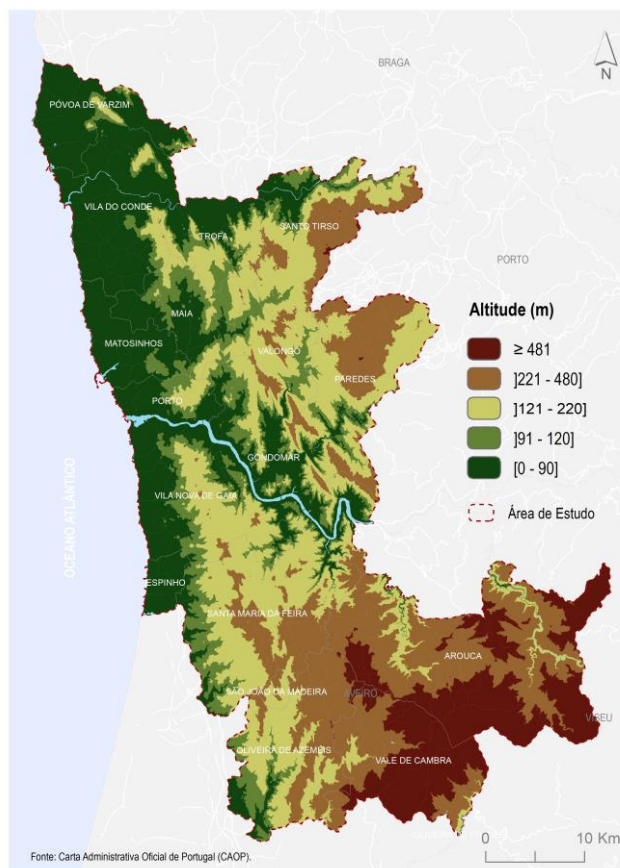 BRAGA
N
PÓVOA DE VARZIM
VILA DO CONDE
TROFA
SANTO TIRSO
PORTO
MAIA
MATOSINHOS
VALONGO
PAREDES
PORTO
GONDOMAR
VILA NOVA DE GAIA
OCEANO ATLÂNTICO
ESPINHO
SANTA MARIA DA FEIRA
AROUCA
SÃO JOÃO DA MADEIRA
AVEIRO
VISEU
OLIVEIRA DE AZEMÉIS
VALE DE CAMBRA
Altitude (m)
≥ 481
]221 - 480]
]121 - 220]
]91 - 120]
[0 - 90]
Área de Estudo
0 10 Km
Fonte: Carta Administrativa Oficial de Portugal (CAOP).